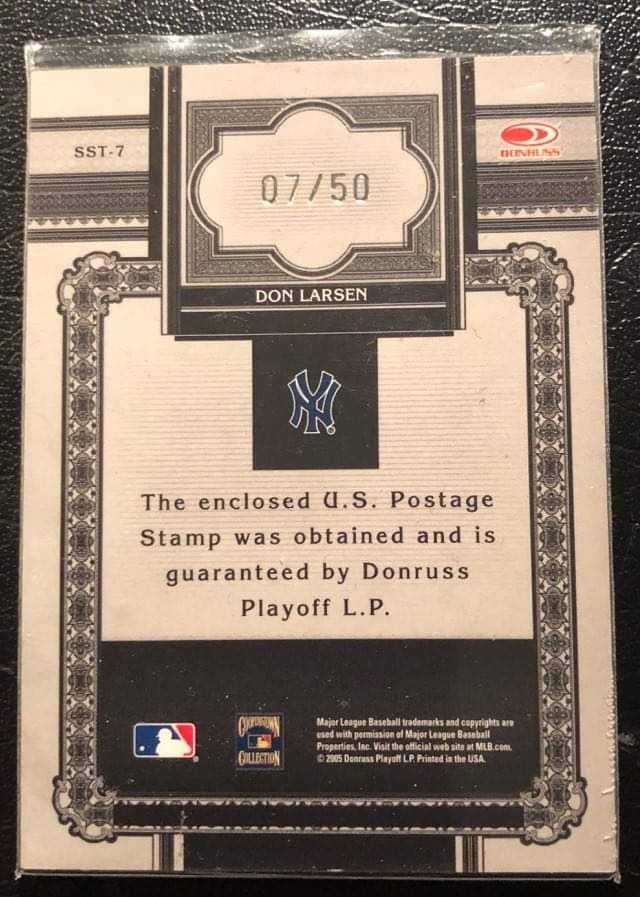 SST-7
DONRUSS
07/50
DON LARSEN
NY
The enclosed U.S. Postage
Stamp was obtained and is
guaranteed by Donruss
Playoff L.P.
COOPERSTOWN
COLLECTION
Major League Baseball trademarks and copyrights are
used with permission of Major League Baseball
Properties, Inc. Visit the official web site at MLB.com.
© 2005 Donruss Playoff L.P. Printed in the USA.